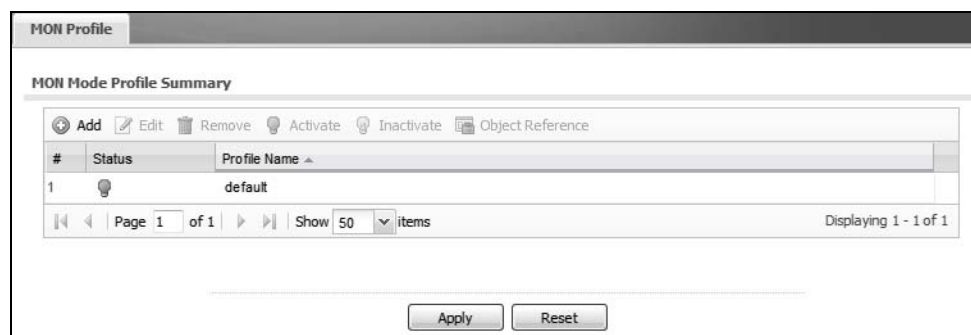 MON Profile
MON Mode Profile Summary
Add Edit Remove Activate Inactivate Object Reference
# Status Profile Name
1 default
Page 1 of 1 Show 50 items Displaying 1 - 1 of 1
Apply Reset